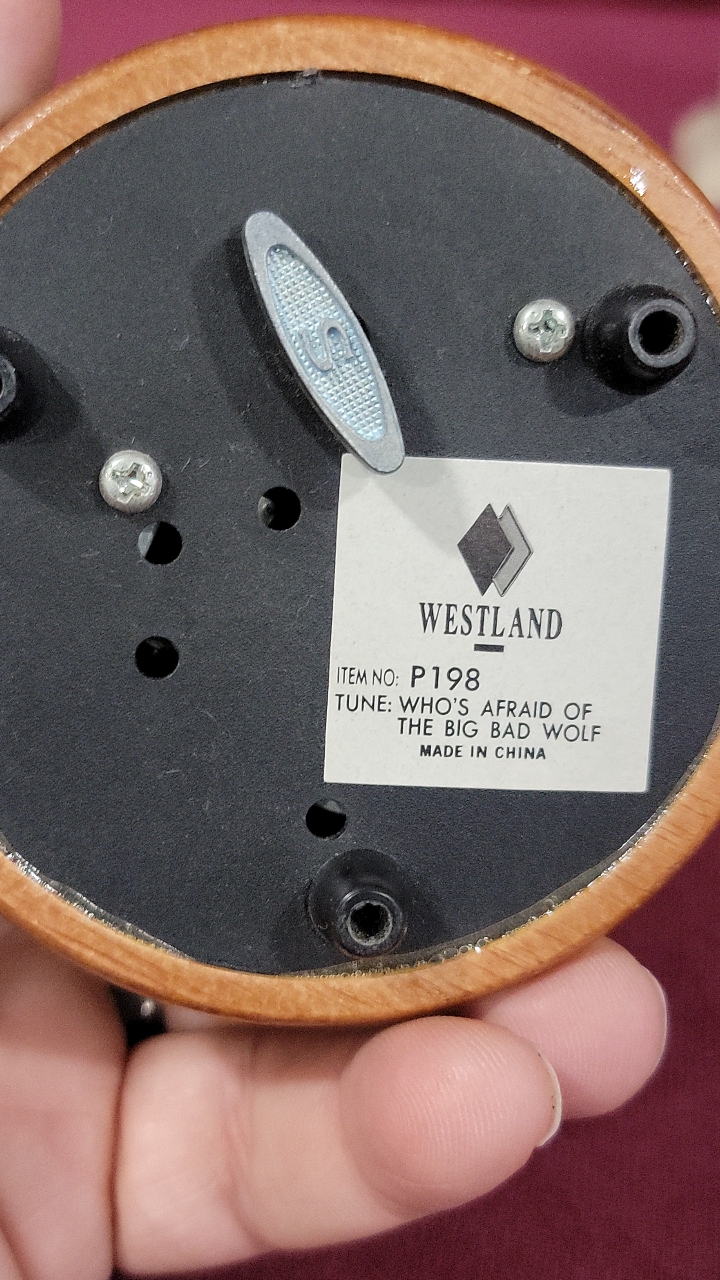 WESTLAND
ITEM NO: P198
TUNE: WHO'S AFRAID OF
THE BIG BAD WOLF
MADE IN CHINA